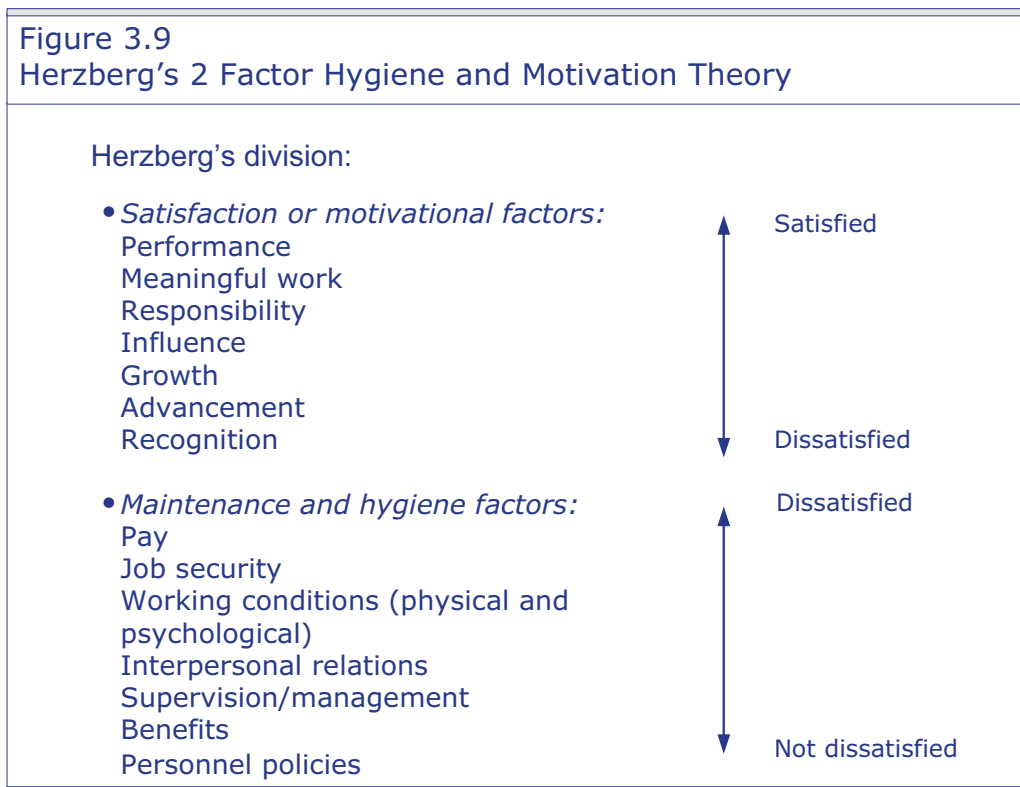 Figure 3.9
Herzberg’s 2 Factor Hygiene and Motivation Theory
Herzberg’s division:
•Satisfaction or motivational factors:
Performance
Meaningful work
Responsibility
Influence
Growth
Advancement
Recognition
Satisfied
Dissatisfied
•Maintenance and hygiene factors:
Pay
Job security
Working conditions (physical and
psychological)
Interpersonal relations
Supervision/management
Benefits
Personnel policies
Dissatisfied
Not dissatisfied